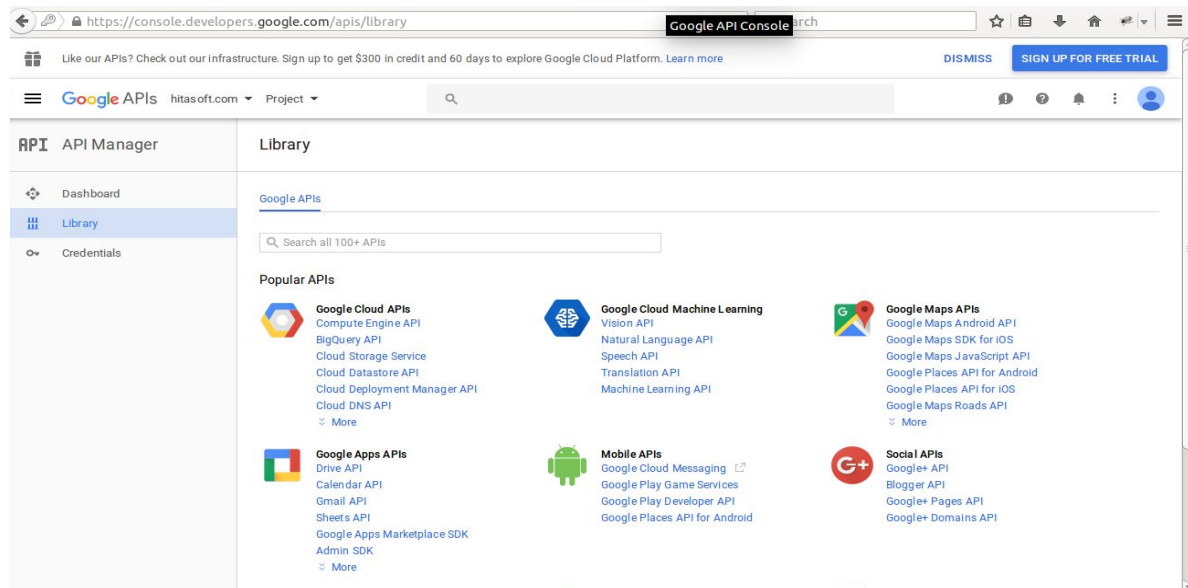 https://console.developers.google.com/apis/library
Google API Console
rch
Like our APIs? Check out our infrastructure. Sign up to get $300 in credit and 60 days to explore Google Cloud Platform. Learn more
DISMISS
SIGN UP FOR FREE TRIAL
Google APIs hitasoft.com Project
API API Manager
Library
Dashboard
Library
Credentials
Google APIs
Search all 100+ APIs
Popular APIs
Google Cloud APIs
Compute Engine API
BigQuery API
Cloud Storage Service
Cloud Datastore API
Cloud Deployment Manager API
Cloud DNS API
More
Google Cloud Machine Learning
Vision API
Natural Language API
Speech API
Translation API
Machine Learning API
G
Google Maps APIs
Google Maps Android API
Google Maps SDK for iOS
Google Maps JavaScript API
Google Places API for Android
Google Places API for iOS
Google Maps Roads API
More
Google Apps APIs
Drive API
Calendar API
Gmail API
Sheets API
Google Apps Marketplace SDK
Admin SDK
More
Mobile APIs
Google Cloud Messaging
Google Play Game Services
Google Play Developer API
Google Places API for Android
G+
Social APIs
Google+ API
Blogger API
Google+ Pages API
Google+ Domains API